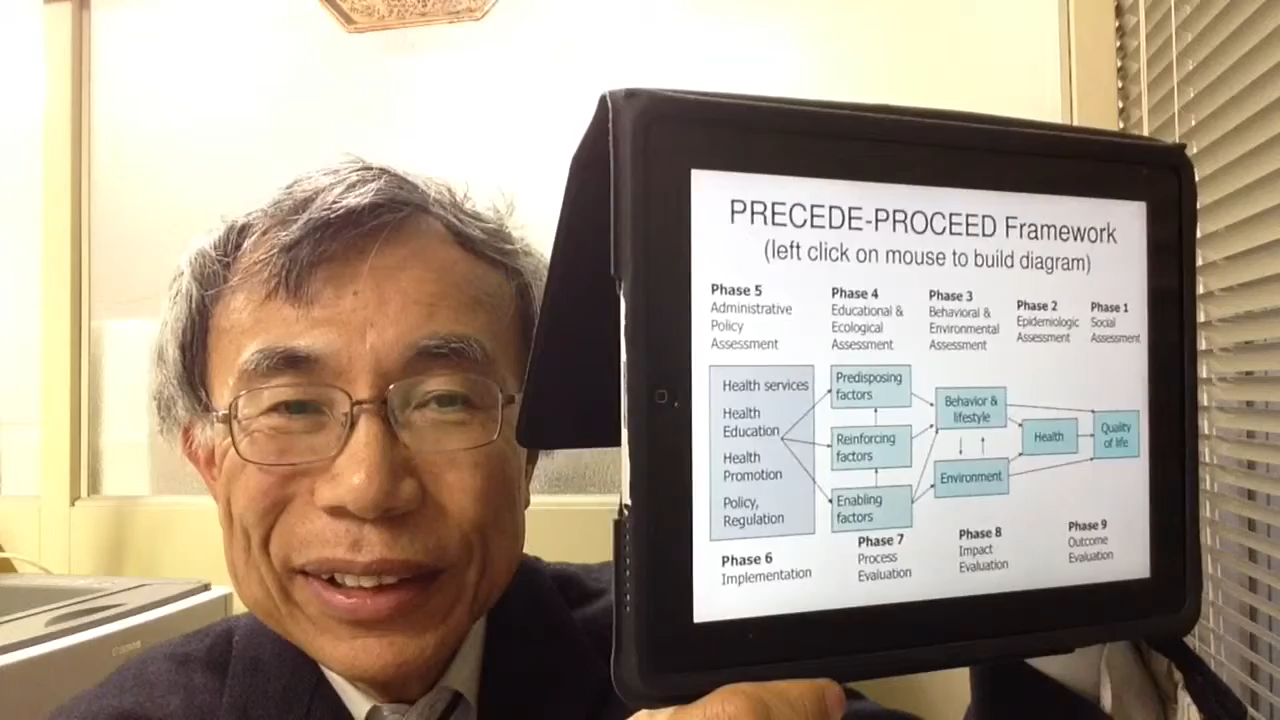 PRECEDE-PROCEED Framework
(left click on mouse to build diagram)
Phase 5
Administrative
Policy
Assessment
Phase 4
Educational &
Ecological
Assessment
Phase 3
Behavioral &
Environmental
Assessment
Phase 2
Epidemiologic
Assessment
Phase 1
Social
Assessment
Health services
Health
Education
Health
Promotion
Policy,
Regulation
Predisposing
factors
Reinforcing
factors
Enabling
factors
Behavior &
lifestyle
Environment
Health
Quality
of life
Phase 6
Implementation
Phase 7
Process
Evaluation
Phase 8
Impact
Evaluation
Phase 9
Outcome
Evaluation